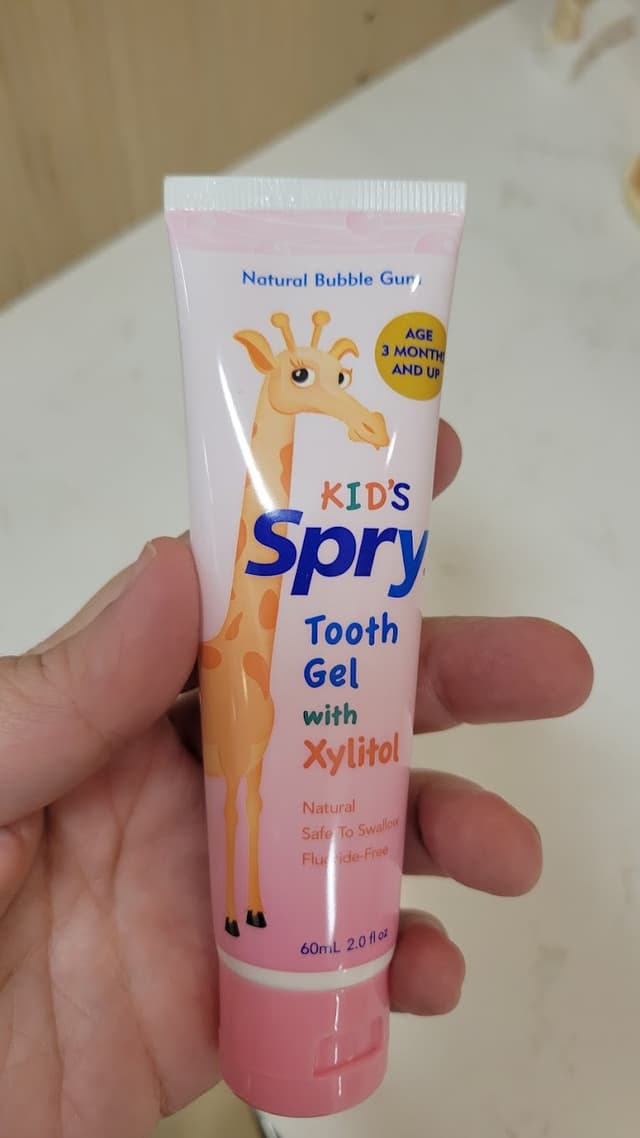 Natural Bubble Gum
AGE
3 MONTHS
AND UP
KID'S
Spry
Tooth
Gel
with
Xylitol
Natural
Safe To Swallow
Fluoride-Free
60mL 2.0 fl oz